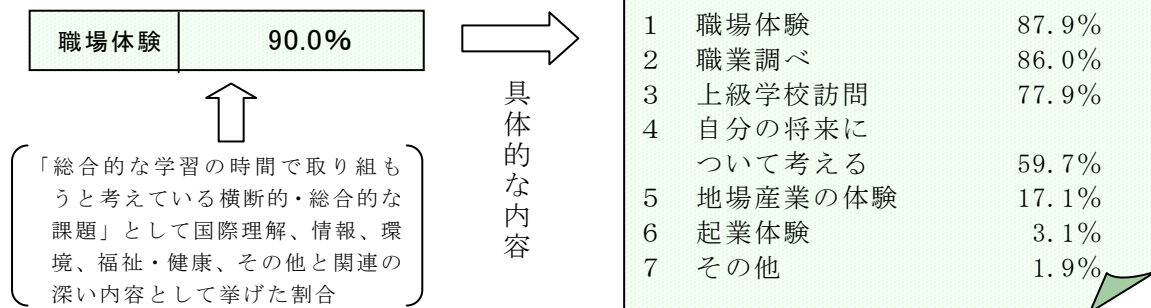 職場体験 90.0%
「総合的な学習の時間で取り組も
うと考えている横断的・総合的な
課題」として国際理解、情報、環
境、福祉・健康、その他と関連の
深い内容として挙げた割合
具体的な内容
1 職場体験 87.9%
2 職業調べ 86.0%
3 上級学校訪問 77.9%
4 自分の将来に
ついて考える 59.7%
5 地場産業の体験 17.1%
6 起業体験 3.1%
7 その他 1.9%